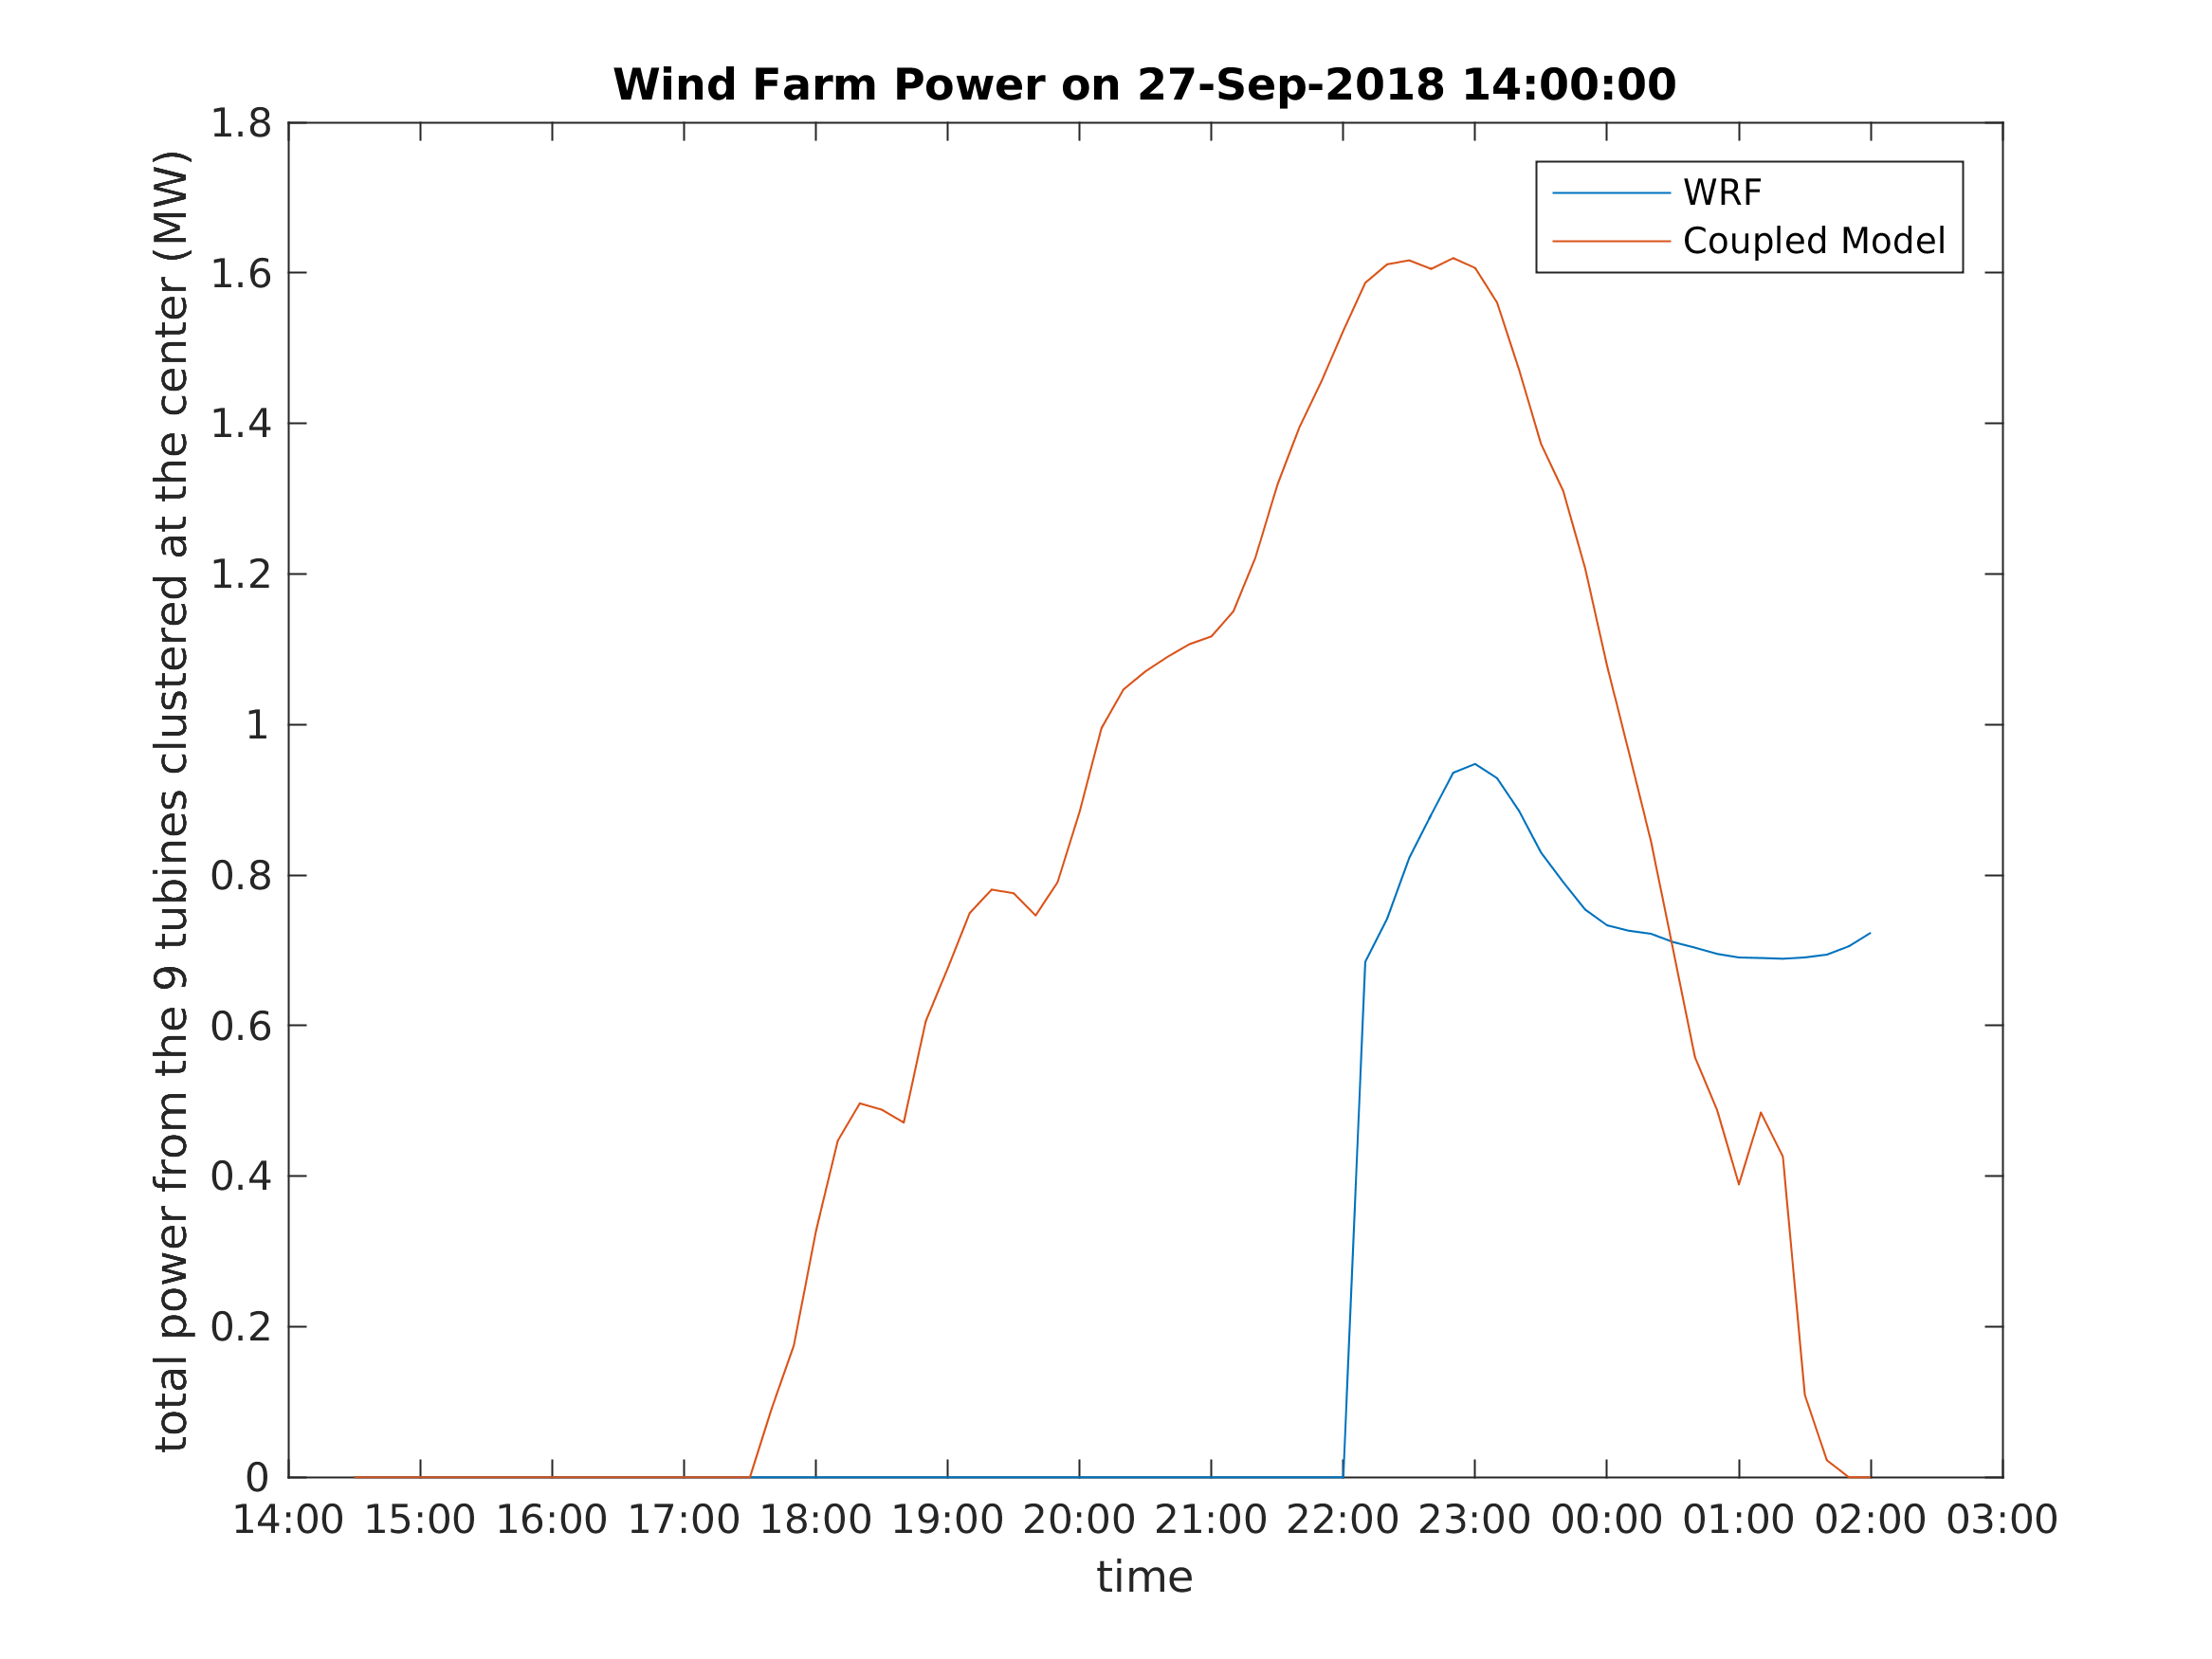 Wind Farm Power on 27-Sep-2018 14:00:00
WRF
Coupled Model
total power from the 9 tubines clustered at the center (MW)
1.8
1.6
1.4
1.2
1
0.8
0.6
0.4
0.2
0
14:00 15:00 16:00 17:00 18:00 19:00 20:00 21:00 22:00 23:00 00:00 01:00 02:00 03:00
time